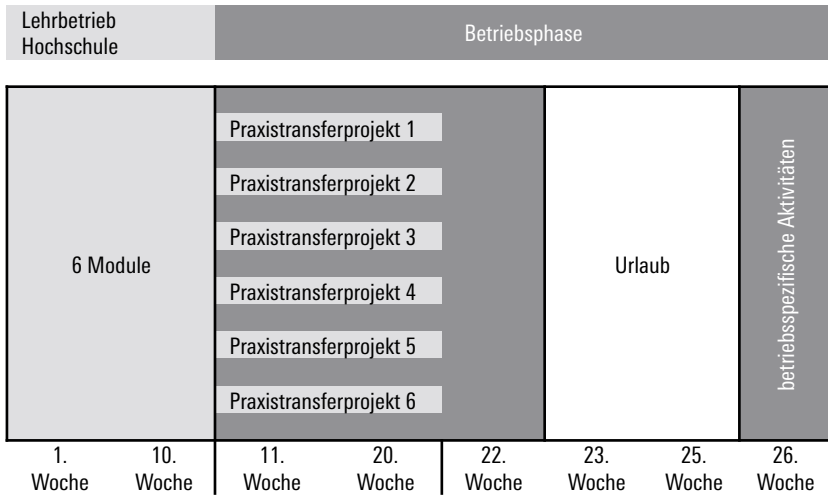 Lehrbetrieb
Hochschule
Betriebsphase
6 Module
Praxistransferprojekt 1
Praxistransferprojekt 2
Praxistransferprojekt 3
Praxistransferprojekt 4
Praxistransferprojekt 5
Praxistransferprojekt 6
Urlaub
betriebsspezifische Aktivitäten
1. Woche
10. Woche
11. Woche
20. Woche
22. Woche
23. Woche
25. Woche
26. Woche